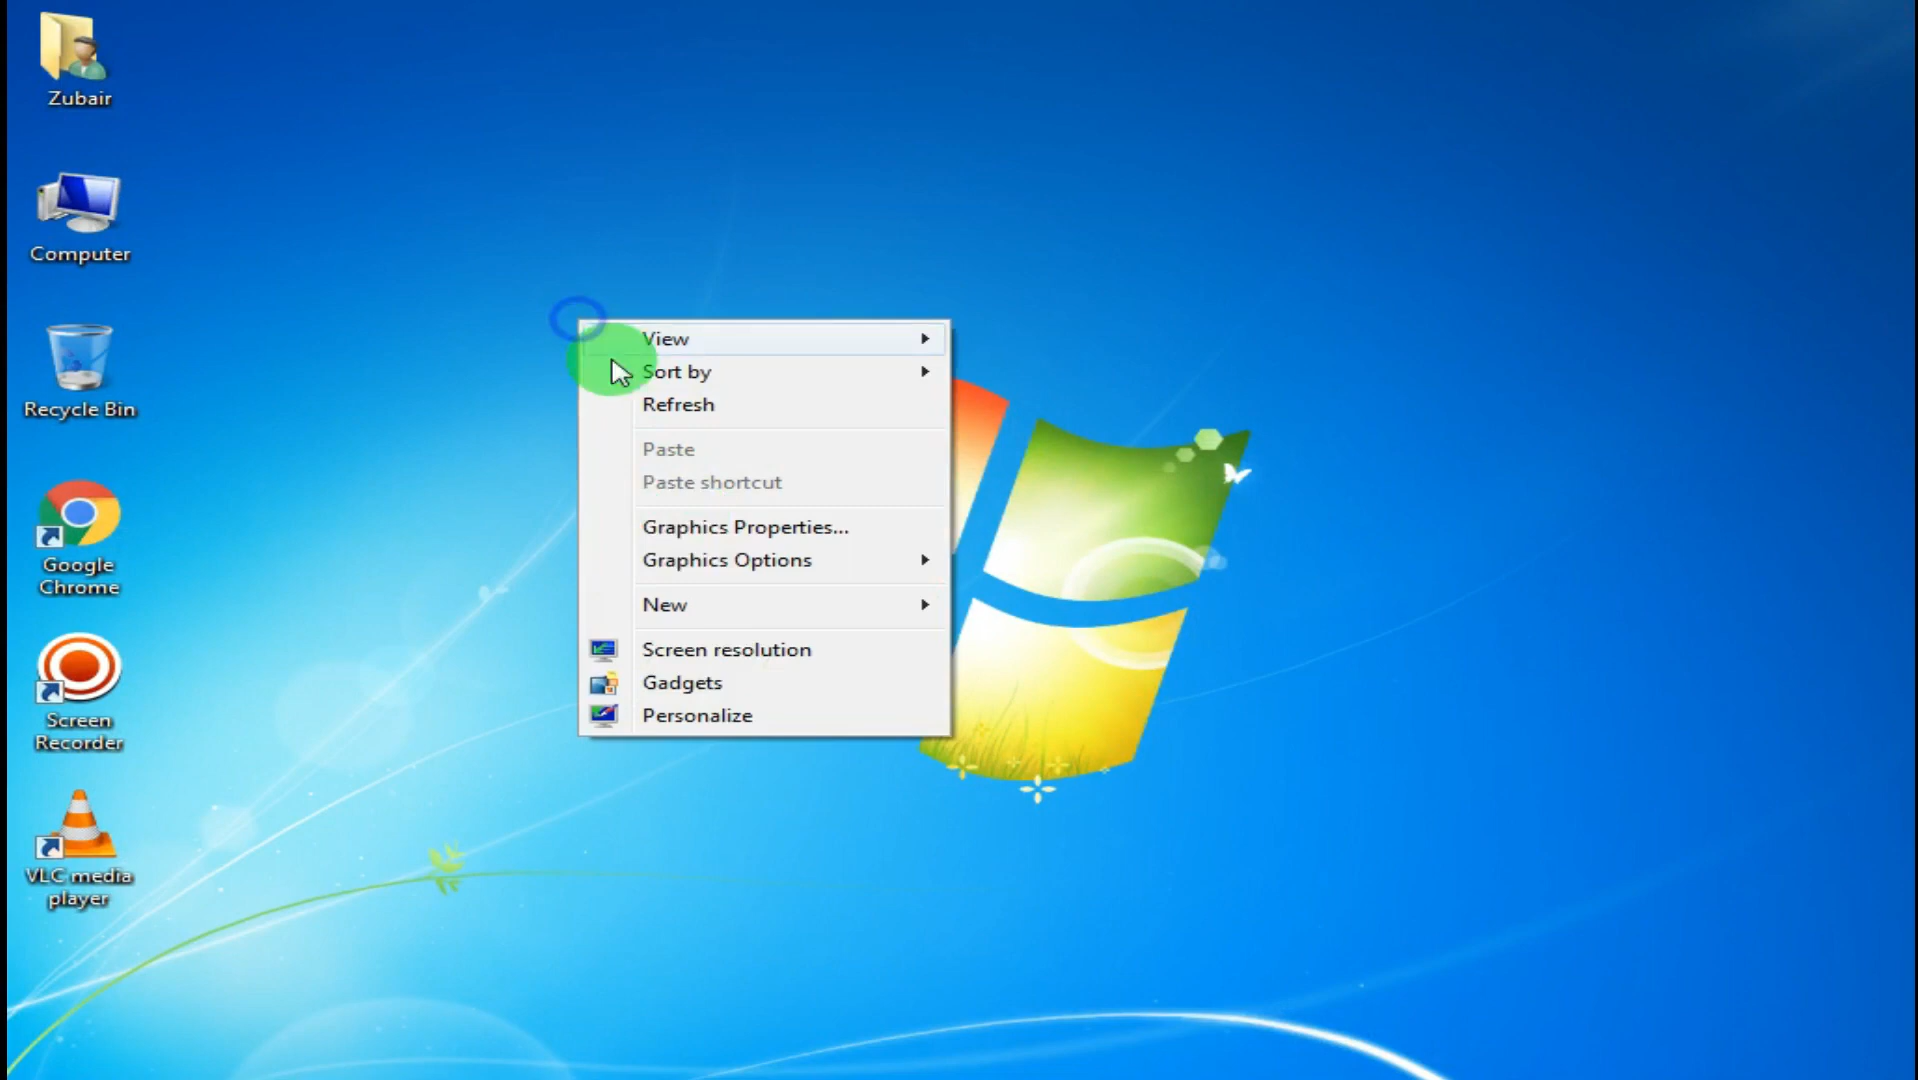 Zubair
Computer
Recycle Bin
Google
Chrome
Screen
Recorder
VLC media
player
View
Sort by
Refresh
Paste
Paste shortcut
Graphics Properties...
Graphics Options
New
Screen resolution
Gadgets
Personalize